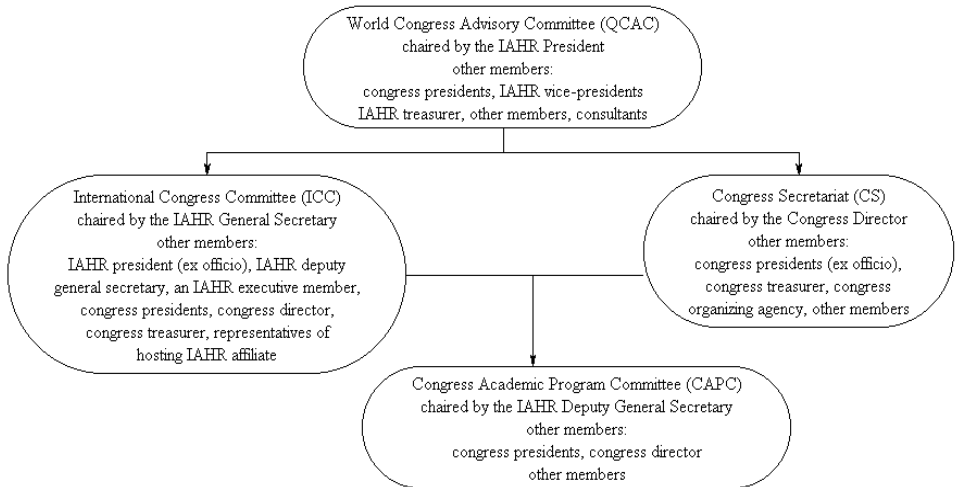 World Congress Advisory Committee (QCAC)
chaired by the IAHR President
other members:
congress presidents, IAHR vice-presidents
IAHR treasurer, other members, consultants
International Congress Committee (ICC)
chaired by the IAHR General Secretary
other members:
IAHR president (ex officio), IAHR deputy
general secretary, an IAHR executive member,
congress presidents, congress director,
congress treasurer, representatives of
hosting IAHR affiliate
Congress Secretariat (CS)
chaired by the Congress Director
other members:
congress presidents (ex officio),
congress treasurer, congress
organizing agency, other members
Congress Academic Program Committee (CAPC)
chaired by the IAHR Deputy General Secretary
other members:
congress presidents, congress director
other members